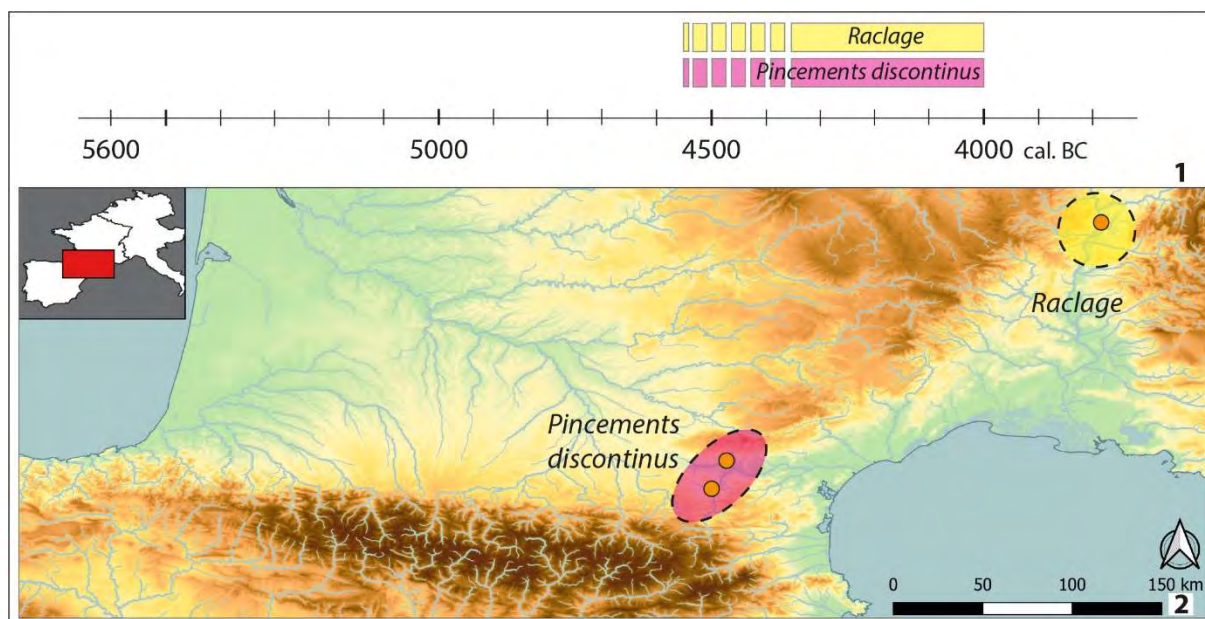 Raclage
Pincements discontinus
5600 5000 4500 4000 cal. BC
1
Raclage
Pincements
discontinus
0 50 100 150 km
2